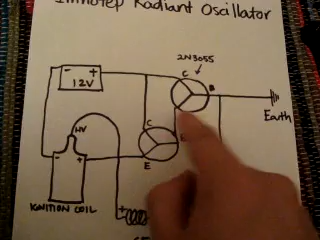 Imhotep Radiant Oscillator
2N3055
- +
12V
C
B
Earth
C
E
HV
- +
IGNITION COIL
+